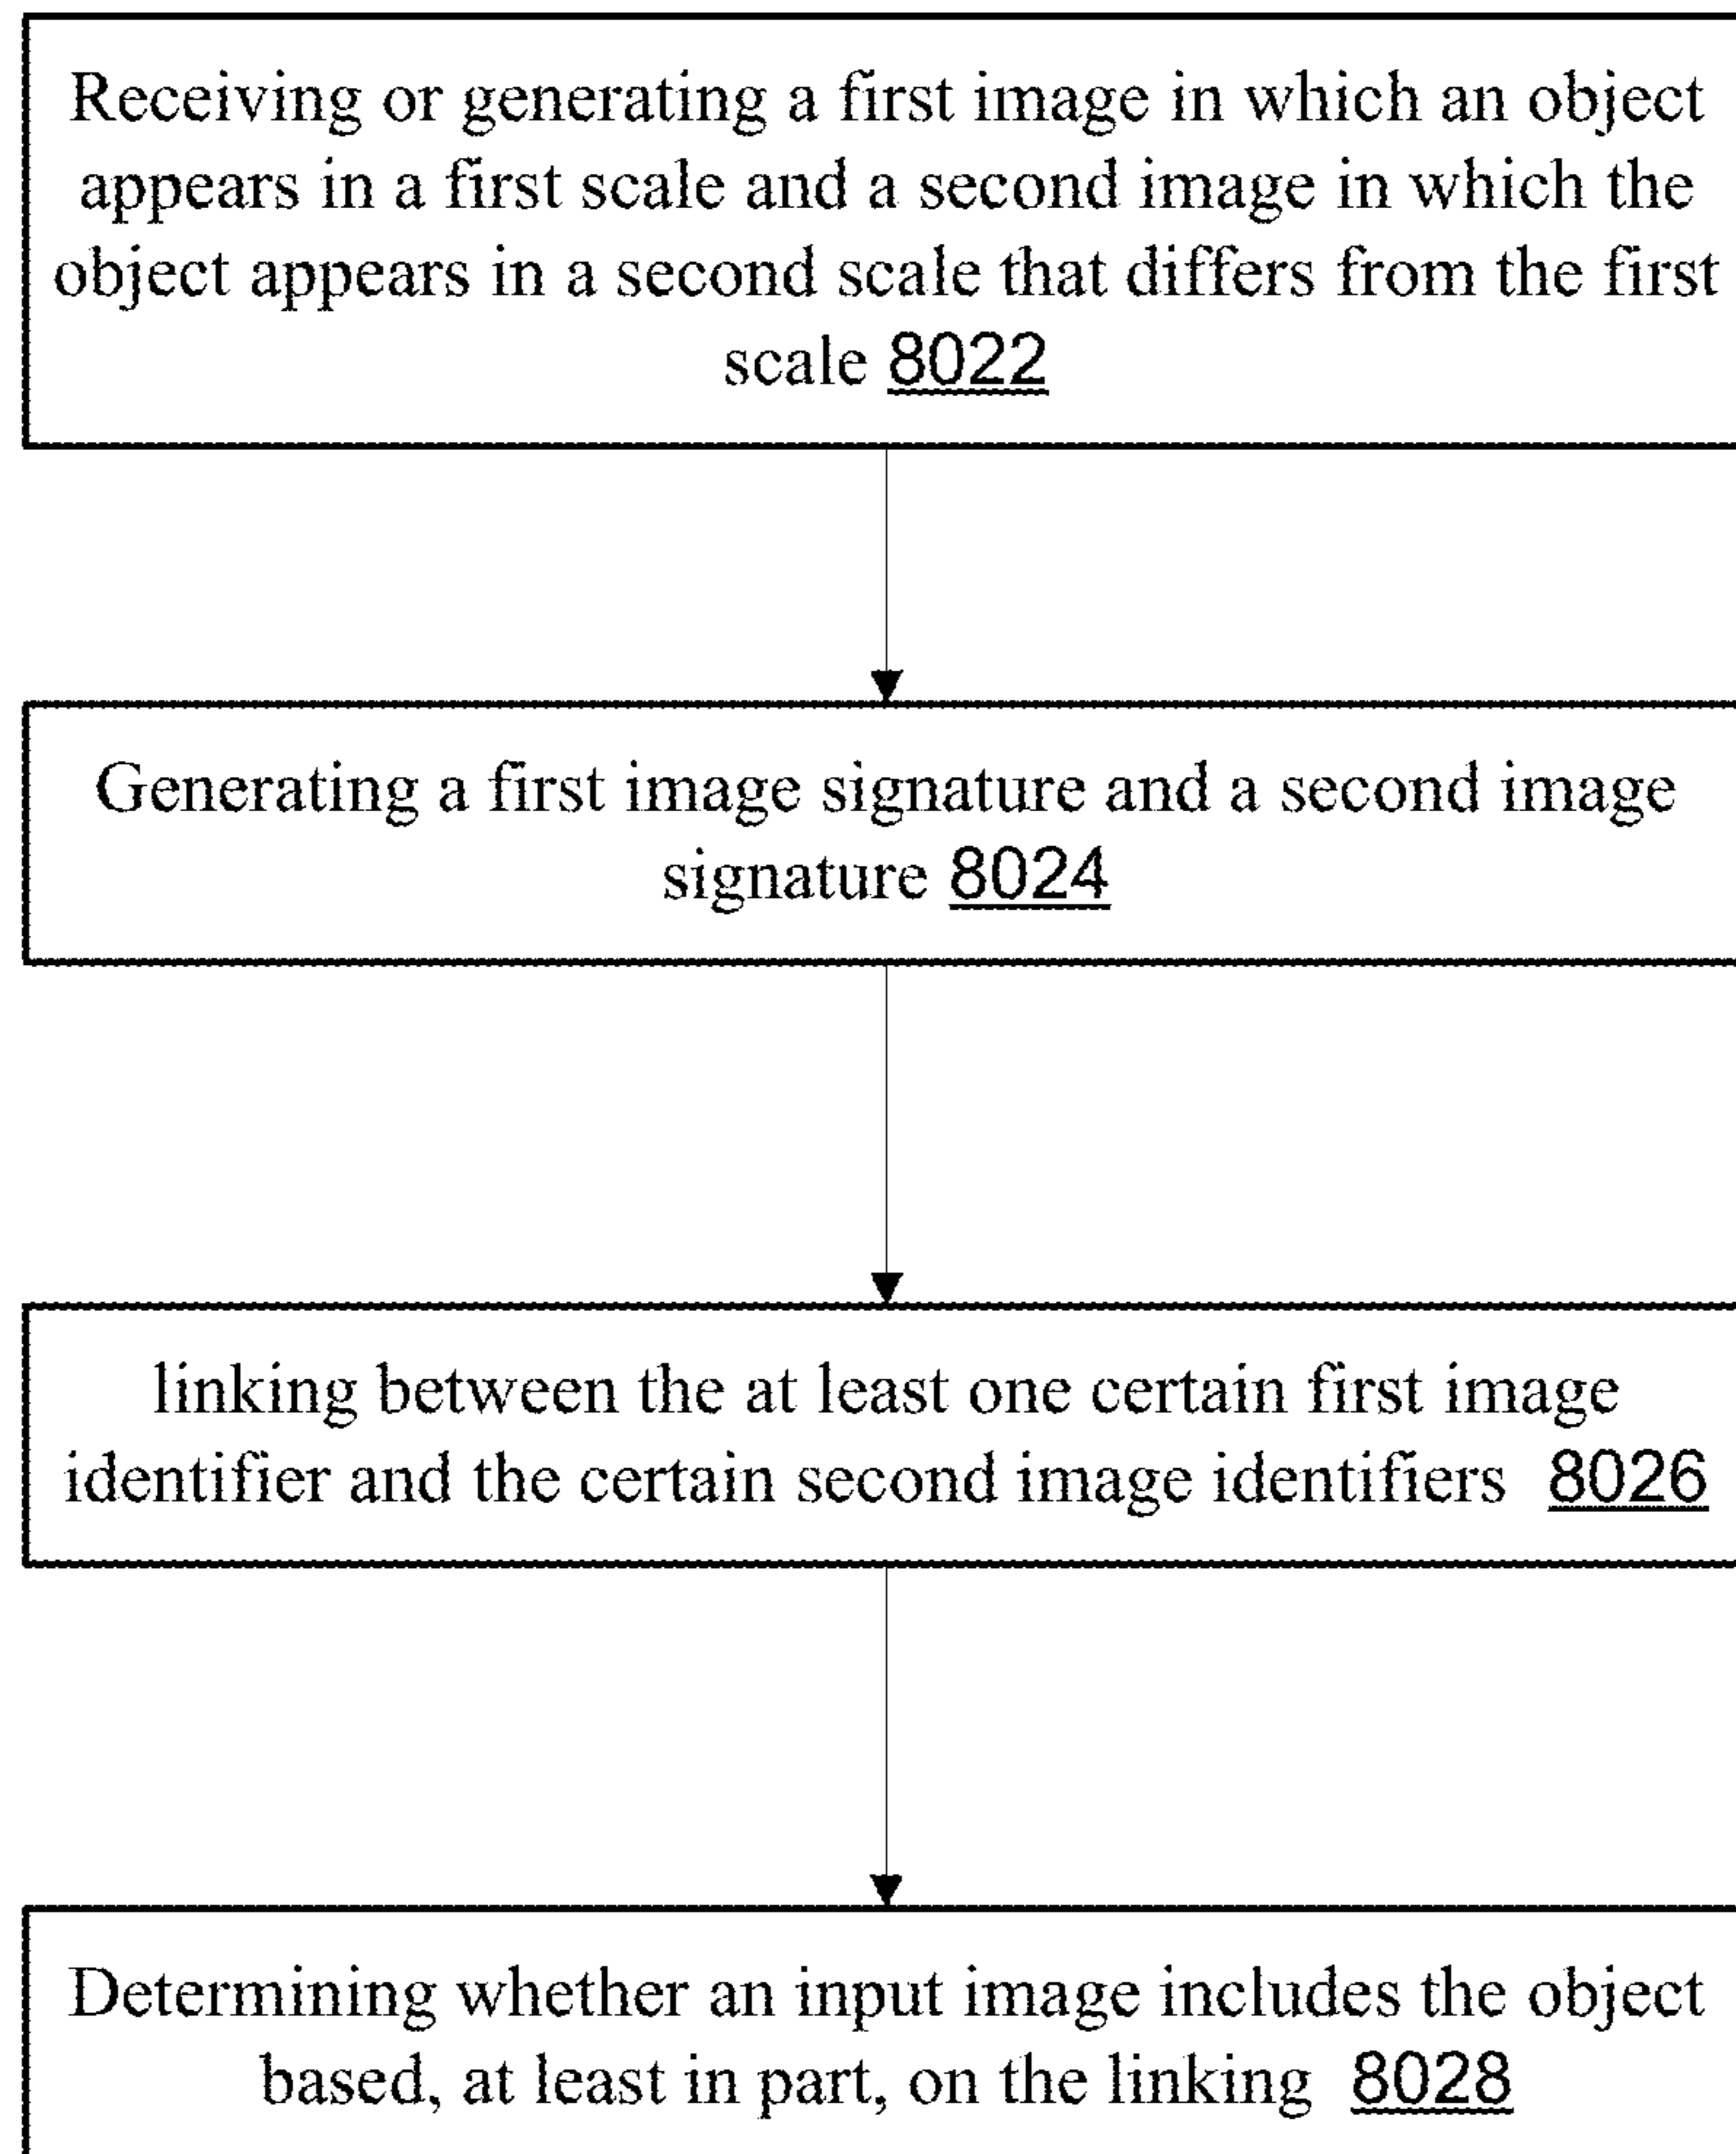 Receiving or generating a first image in which an object
appears in a first scale and a second image in which the
object appears in a second scale that differs from the first
scale 8022
Generating a first image signature and a second image
signature 8024
linking between the at least one certain first image
identifier and the certain second image identifiers 8026
Determining whether an input image includes the object
based, at least in part, on the linking 8028